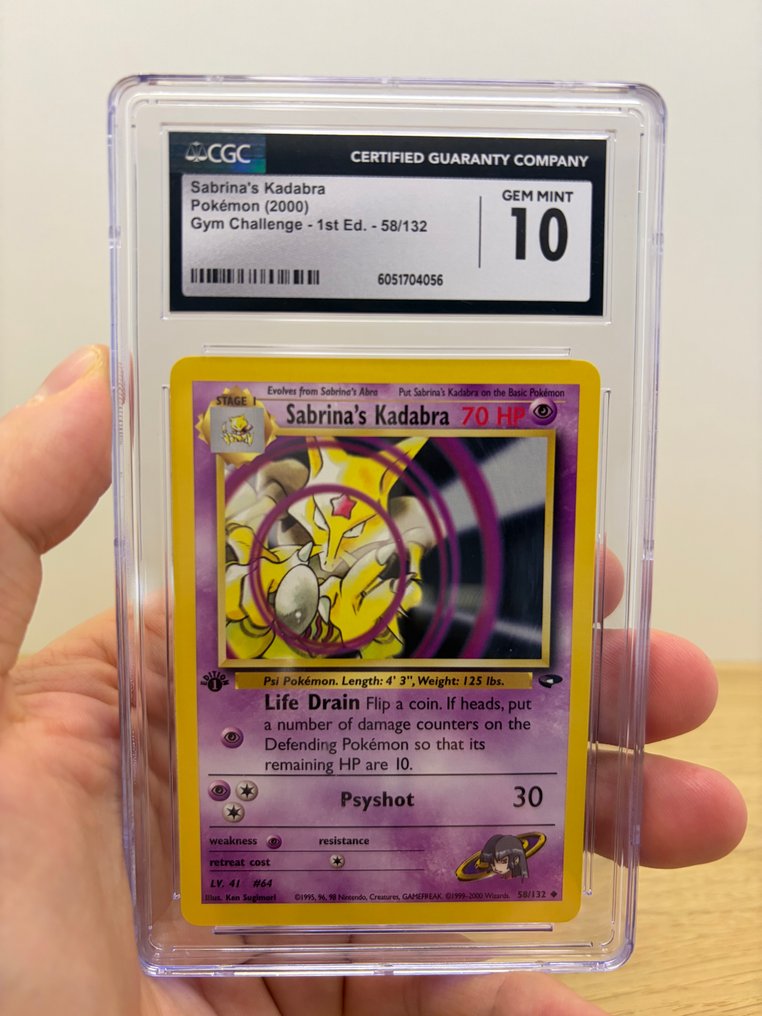 CGC
CERTIFIED GUARANTY COMPANY
Sabrina's Kadabra
Pokémon (2000)
Gym Challenge - 1st Ed. - 58/132
GEM MINT
10
6051704056
Evolves from Sabrina's Abra Put Sabrina's Kadabra on the Basic Pokémon
STAGE 1
Sabrina's Kadabra 70 HP
EDITION
1
Psi Pokémon. Length: 4' 3", Weight: 125 lbs.
Life Drain Flip a coin. If heads, put
a number of damage counters on the
Defending Pokémon so that its
remaining HP are 10.
Psyshot 30
weakness resistance
retreat cost
LV. 41 #64
Illus. Ken Sugimori ©1995, 96, 98 Nintendo, Creatures, GAMEFREAK. ©1999-2000 Wizards. 58/132